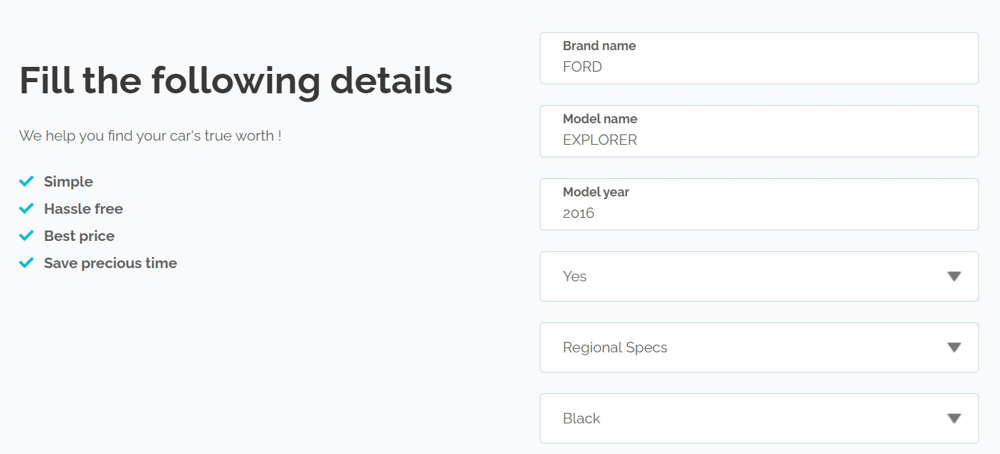 Fill the following details
We help you find your car's true worth !
Simple
Hassle free
Best price
Save precious time
Brand name
FORD
Model name
EXPLORER
Model year
2016
Yes
Regional Specs
Black